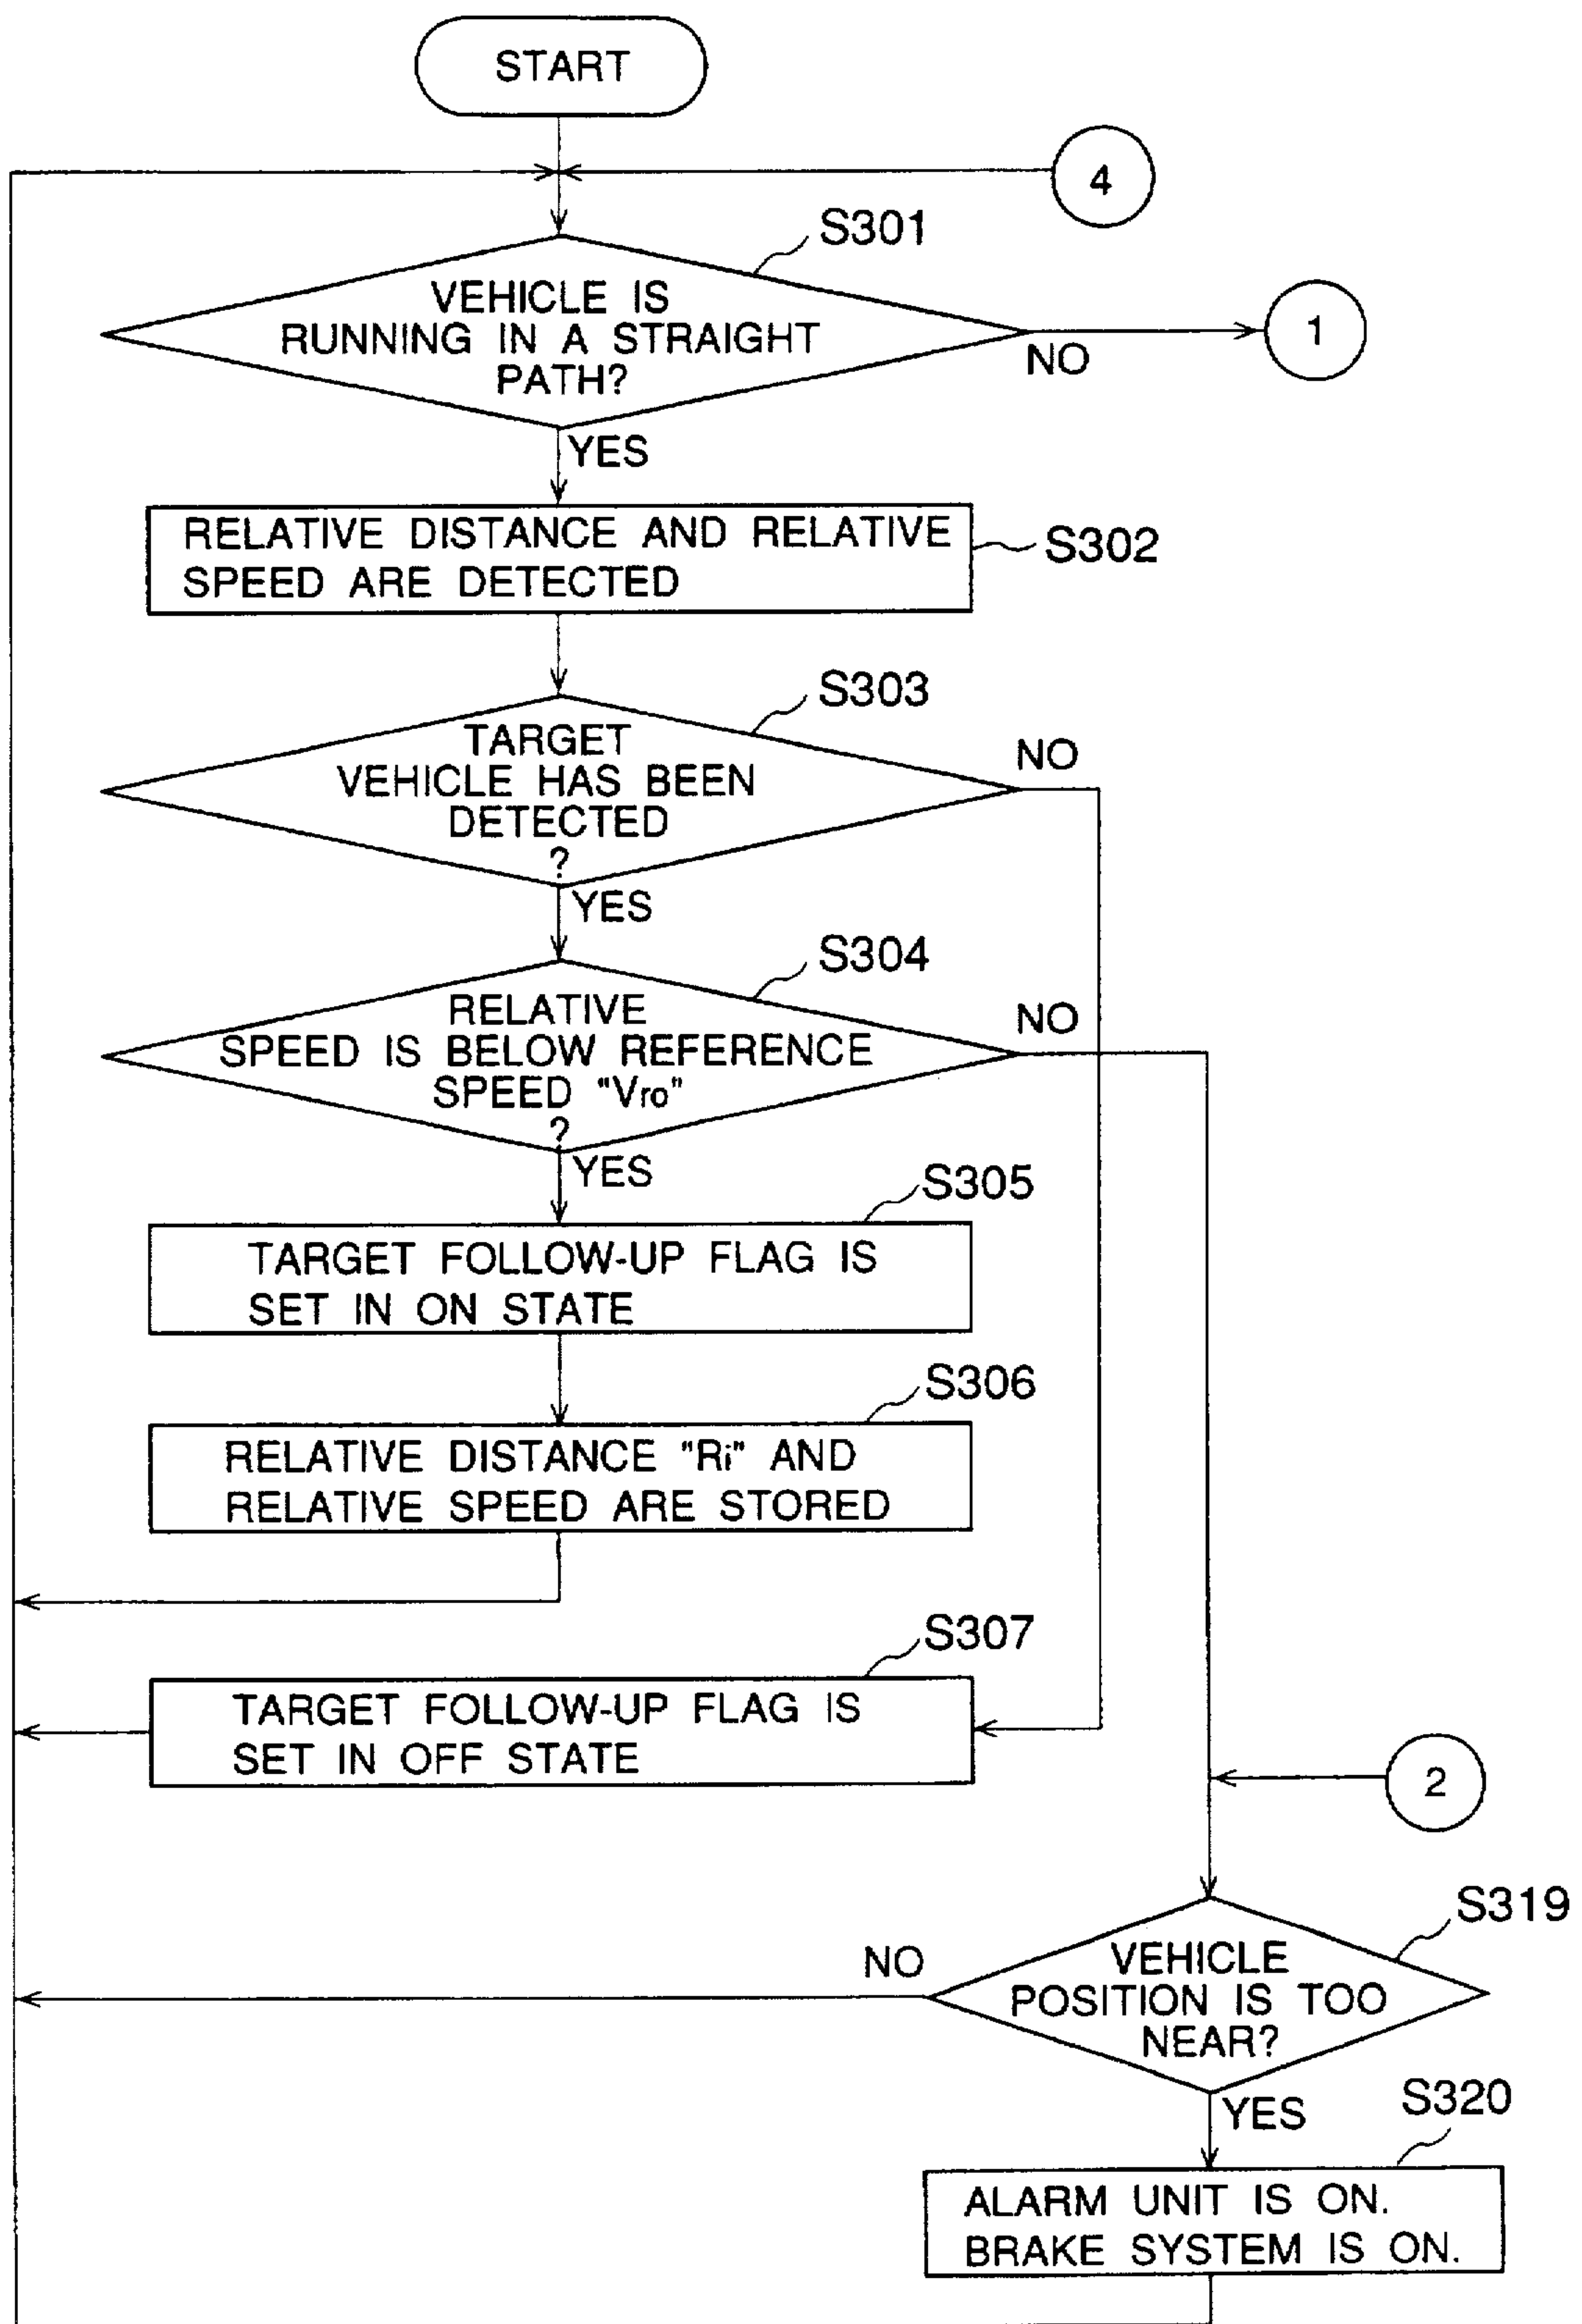 START
4
S301
VEHICLE IS
RUNNING IN A STRAIGHT
PATH?
NO
1
YES
RELATIVE DISTANCE AND RELATIVE
SPEED ARE DETECTED
S302
S303
TARGET
VEHICLE HAS BEEN
DETECTED
?
NO
YES
S304
RELATIVE
SPEED IS BELOW REFERENCE
SPEED "Vro"
?
NO
YES
S305
TARGET FOLLOW-UP FLAG IS
SET IN ON STATE
S306
RELATIVE DISTANCE "Ri" AND
RELATIVE SPEED ARE STORED
S307
TARGET FOLLOW-UP FLAG IS
SET IN OFF STATE
2
S319
NO
VEHICLE
POSITION IS TOO
NEAR?
YES
S320
ALARM UNIT IS ON.
BRAKE SYSTEM IS ON.